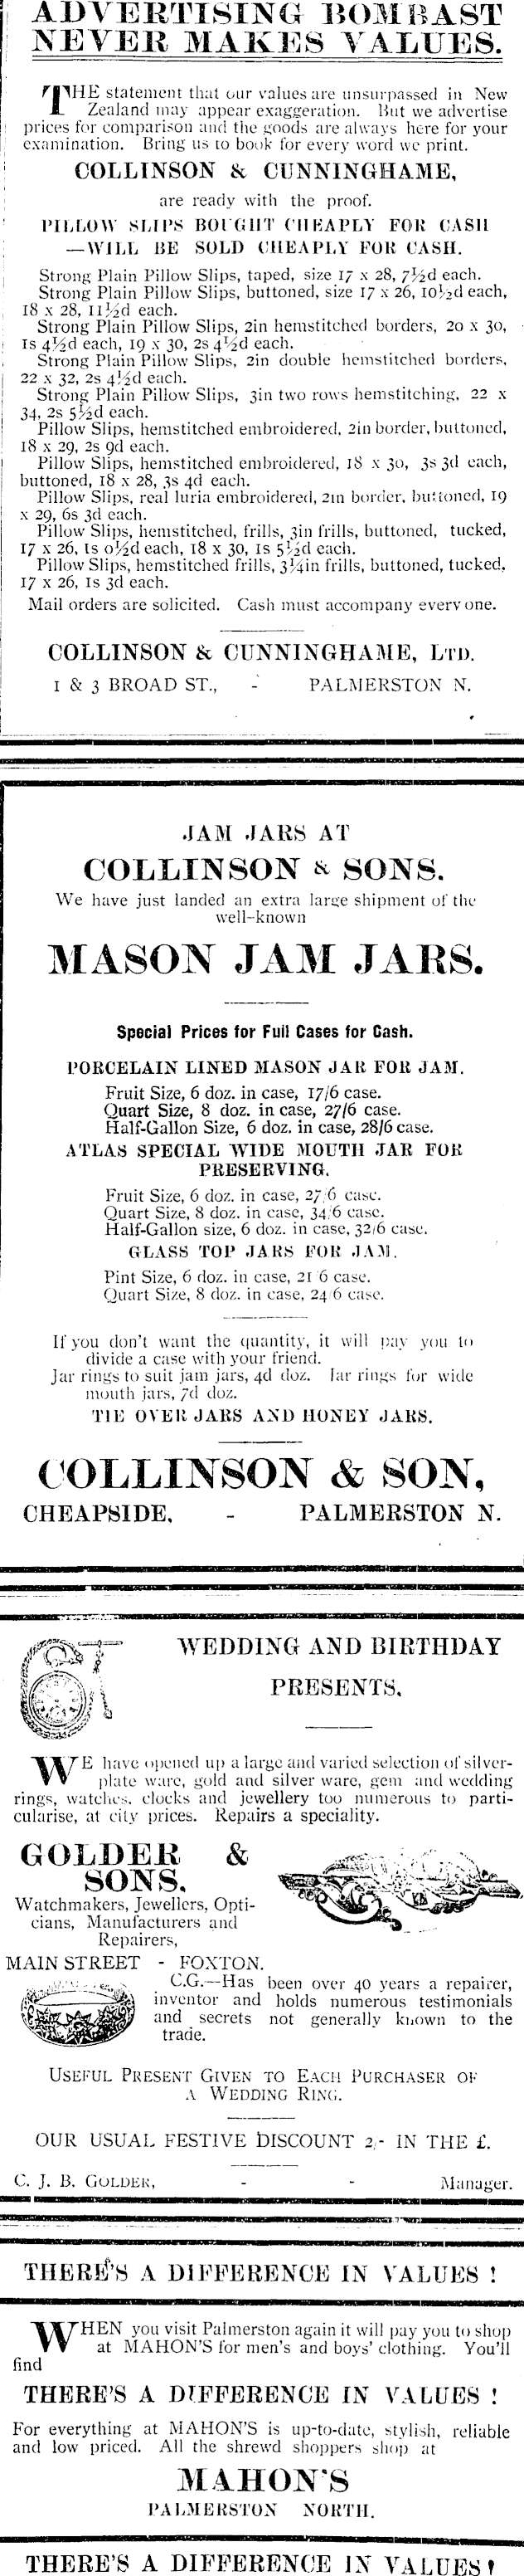 ADVERTISING BOMBAST
NEVER MAKES VALUES.
THE statement that our values are unsurpassed in New
Zealand may appear exaggeration. But we advertise
prices for comparison and the goods are always here for your
examination. Bring us to book for every word we print.
COLLINSON & CUNNINGHAME,
are ready with the proof.
PILLOW SLIPS BOUGHT CHEAPLY FOR CASH
—WILL BE SOLD CHEAPLY FOR CASH.
Strong Plain Pillow Slips, taped, size 17 x 28, 7½d each.
Strong Plain Pillow Slips, buttoned, size 17 x 26, 10½d each,
18 x 28, 11½d each.
Strong Plain Pillow Slips, 2in hemstitched borders, 20 x 30,
1s 4½d each, 19 x 30, 2s 4½d each.
Strong Plain Pillow Slips, 2in double hemstitched borders,
22 x 32, 2s 4½d each.
Strong Plain Pillow Slips, 3in two rows hemstitching, 22 x
34, 2s 5½d each.
Pillow Slips, hemstitched embroidered, 2in border, buttoned,
18 x 29, 2s 9d each.
Pillow Slips, hemstitched embroidered, 18 x 30, 3s 3d each,
buttoned, 18 x 28, 3s 4d each.
Pillow Slips, real luria embroidered, 2in border, buttoned, 19
x 29, 6s 3d each.
Pillow Slips, hemstitched, frills, 3in frills, buttoned, tucked,
17 x 26, 1s 0½d each, 18 x 30, 1s 5½d each.
Pillow Slips, hemstitched frills, 3¼in frills, buttoned, tucked,
17 x 26, 1s 3d each.
Mail orders are solicited. Cash must accompany every one.
COLLINSON & CUNNINGHAME, LTD.
1 & 3 BROAD ST., - PALMERSTON N.
JAM JARS AT
COLLINSON & SONS.
We have just landed an extra large shipment of the
well-known
MASON JAM JARS.
Special Prices for Full Cases for Cash.
PORCELAIN LINED MASON JAR FOR JAM.
Fruit Size, 6 doz. in case, 17/6 case.
Quart Size, 8 doz. in case, 27/6 case.
Half-Gallon Size, 6 doz. in case, 28/6 case.
ATLAS SPECIAL WIDE MOUTH JAR FOR
PRESERVING.
Fruit Size, 6 doz. in case, 27/6 case.
Quart Size, 8 doz. in case, 34/6 case.
Half-Gallon size, 6 doz. in case, 32/6 case.
GLASS TOP JARS FOR JAM.
Pint Size, 6 doz. in case, 21/6 case.
Quart Size, 8 doz. in case, 24/6 case.
If you don't want the quantity, it will pay you to
divide a case with your friend.
Jar rings to suit jam jars, 4d doz. Jar rings for wide
mouth jars, 7d doz.
TIE OVER JARS AND HONEY JARS.
COLLINSON & SON,
CHEAPSIDE, - PALMERSTON N.
WEDDING AND BIRTHDAY
PRESENTS.
WE have opened up a large and varied selection of silver-
plate ware, gold and silver ware, gem and wedding
rings, watches, clocks and jewellery too numerous to parti-
cularise, at city prices. Repairs a speciality.
GOLDER &
SONS,
Watchmakers, Jewellers, Opti-
cians, Manufacturers and
Repairers,
MAIN STREET - FOXTON.
C.G.—Has been over 40 years a repairer,
inventor and holds numerous testimonials
and secrets not generally known to the
trade.
USEFUL PRESENT GIVEN TO EACH PURCHASER OF
A WEDDING RING.
OUR USUAL FESTIVE DISCOUNT 2/- IN THE £.
C. J. B. GOLDER, - - Manager.
THERE'S A DIFFERENCE IN VALUES !
WHEN you visit Palmerston again it will pay you to shop
at MAHON'S for men's and boys' clothing. You'll
find
THERE'S A DIFFERENCE IN VALUES !
For everything at MAHON'S is up-to-date, stylish, reliable
and low priced. All the shrewd shoppers shop at
MAHON'S
PALMERSTON NORTH.
THERE'S A DIFFERENCE IN VALUES!